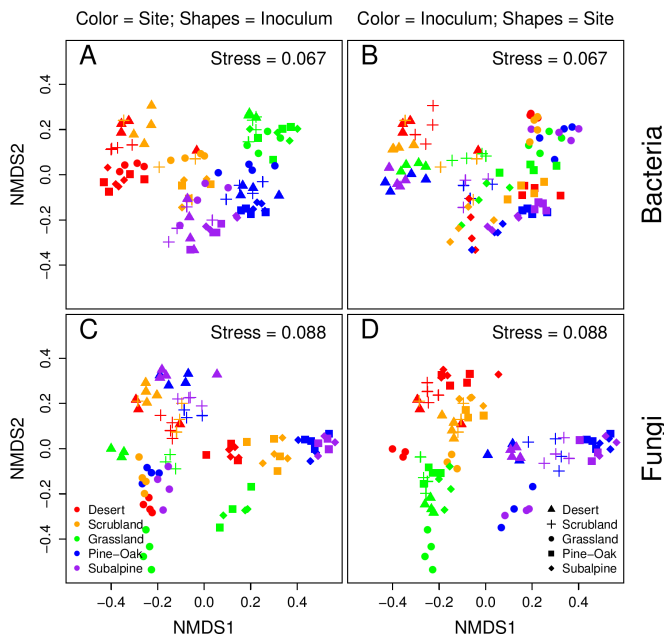 Color = Site; Shapes = Inoculum
Color = Inoculum; Shapes = Site
A
Stress = 0.067
B
Stress = 0.067
Bacteria
NMDS2
0.4
0.2
0.0
−0.2
−0.4
C
Stress = 0.088
D
Stress = 0.088
Fungi
NMDS2
0.4
0.2
0.0
−0.2
−0.4
Desert
Scrubland
Grassland
Pine−Oak
Subalpine
Desert
Scrubland
Grassland
Pine−Oak
Subalpine
−0.4 −0.2 0.0 0.2 0.4
−0.4 −0.2 0.0 0.2 0.4
NMDS1
NMDS1